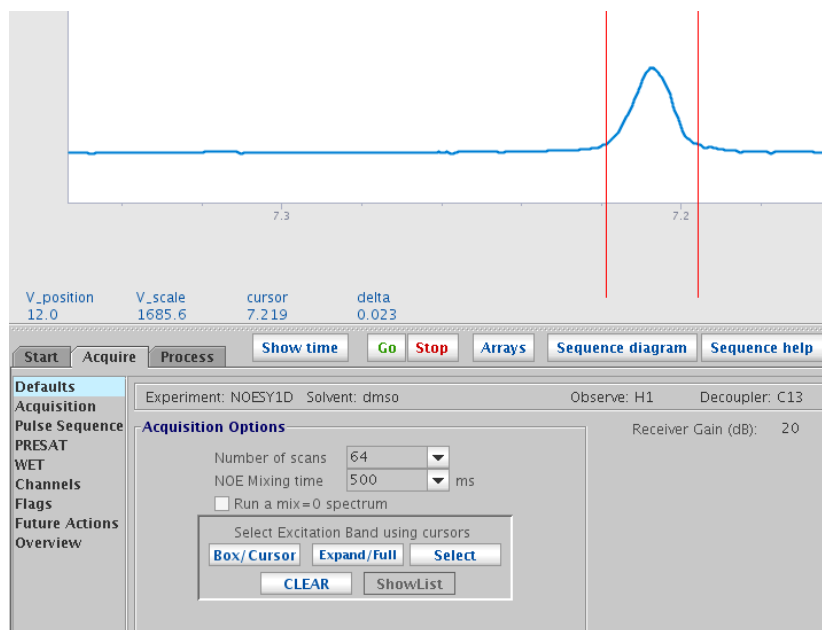 7.3 7.2
V_position V_scale cursor delta
12.0 1685.6 7.219 0.023
Start Acquire Process Show time Go Stop Arrays Sequence diagram Sequence help
Defaults
Acquisition
Pulse Sequence
PRESAT
WET
Channels
Flags
Future Actions
Overview
Experiment: NOESY1D Solvent: dmso Observe: H1 Decoupler: C13
Acquisition Options
Receiver Gain (dB): 20
Number of scans 64
NOE Mixing time 500 ms
Run a mix=0 spectrum
Select Excitation Band using cursors
Box/Cursor Expand/Full Select
CLEAR ShowList